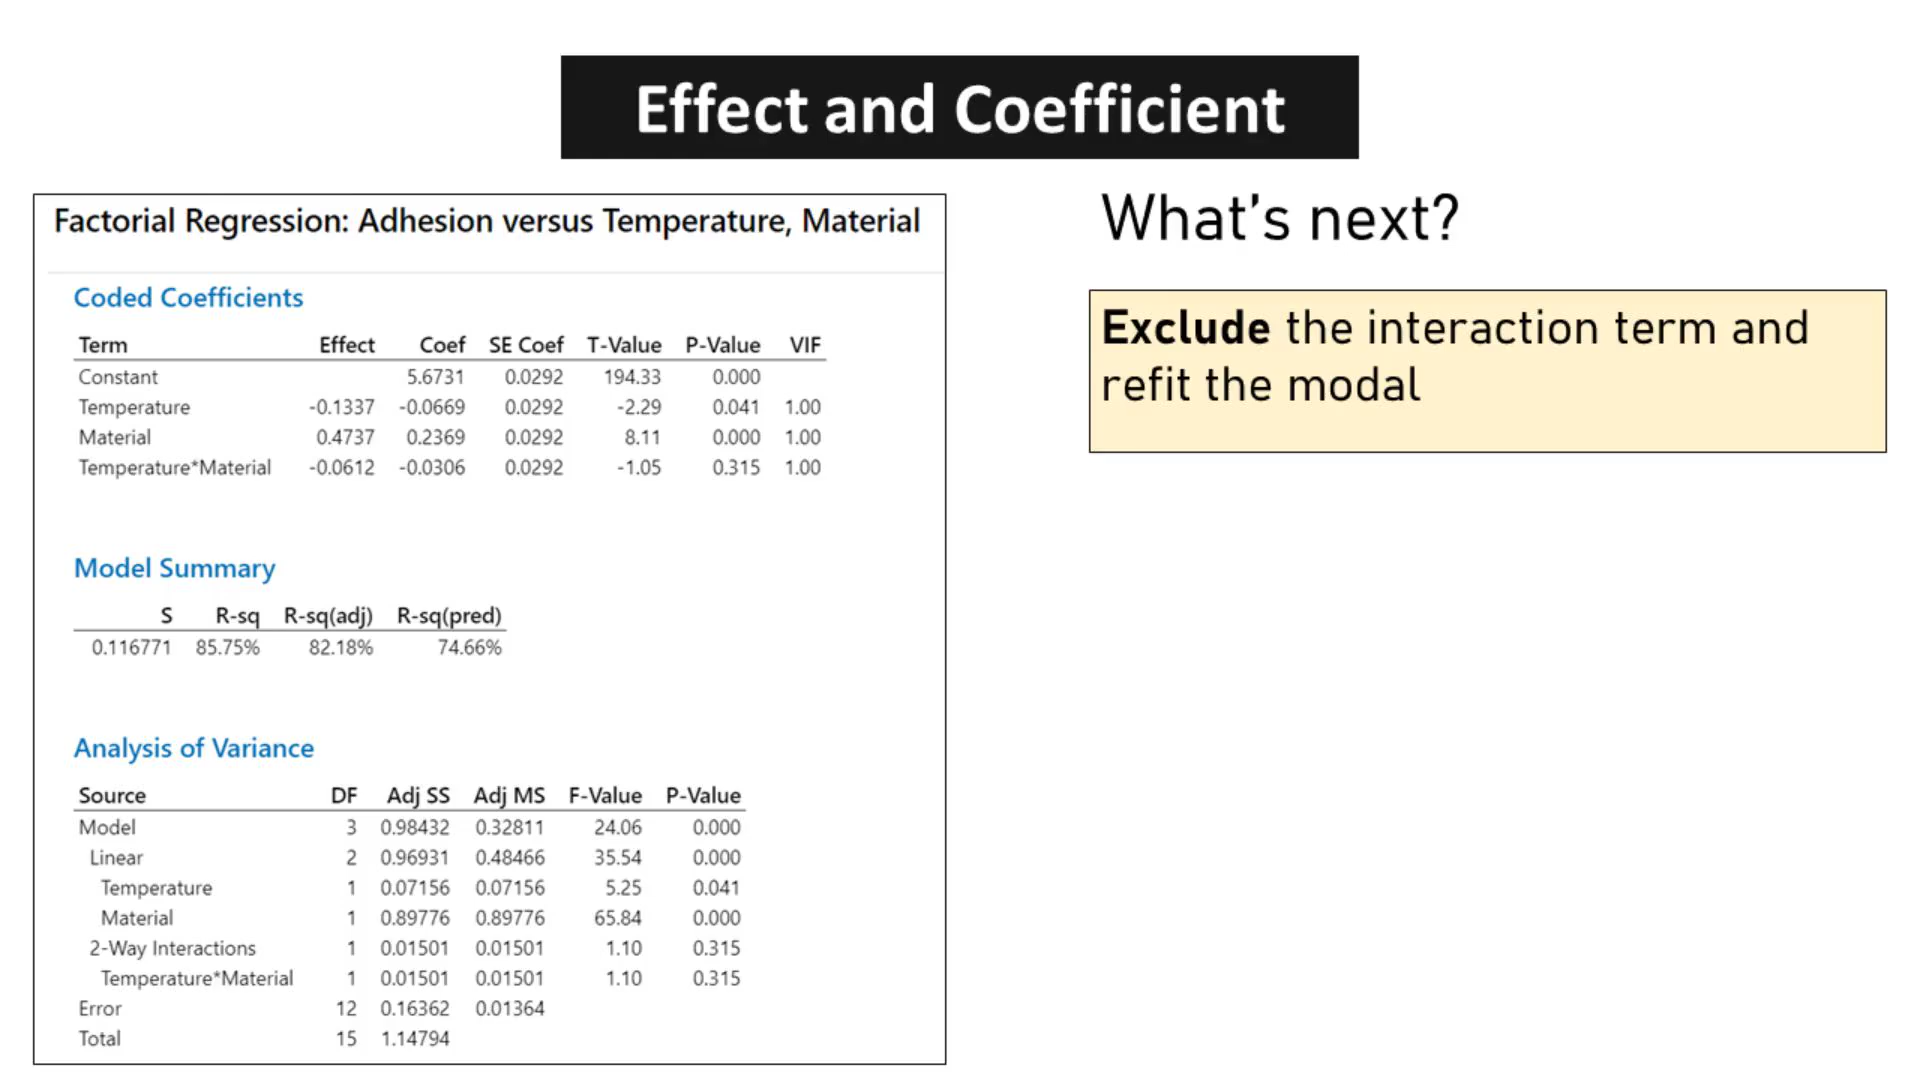 Effect and Coefficient
Factorial Regression: Adhesion versus Temperature, Material
Coded Coefficients
Term Effect Coef SE Coef T-Value P-Value VIF
Constant 5.6731 0.0292 194.33 0.000
Temperature -0.1337 -0.0669 0.0292 -2.29 0.041 1.00
Material 0.4737 0.2369 0.0292 8.11 0.000 1.00
Temperature*Material -0.0612 -0.0306 0.0292 -1.05 0.315 1.00
Model Summary
S R-sq R-sq(adj) R-sq(pred)
0.116771 85.75% 82.18% 74.66%
Analysis of Variance
Source DF Adj SS Adj MS F-Value P-Value
Model 3 0.98432 0.32811 24.06 0.000
Linear 2 0.96931 0.48466 35.54 0.000
Temperature 1 0.07156 0.07156 5.25 0.041
Material 1 0.89776 0.89776 65.84 0.000
2-Way Interactions 1 0.01501 0.01501 1.10 0.315
Temperature*Material 1 0.01501 0.01501 1.10 0.315
Error 12 0.16362 0.01364
Total 15 1.14794
What's next?
Exclude the interaction term and
refit the modal